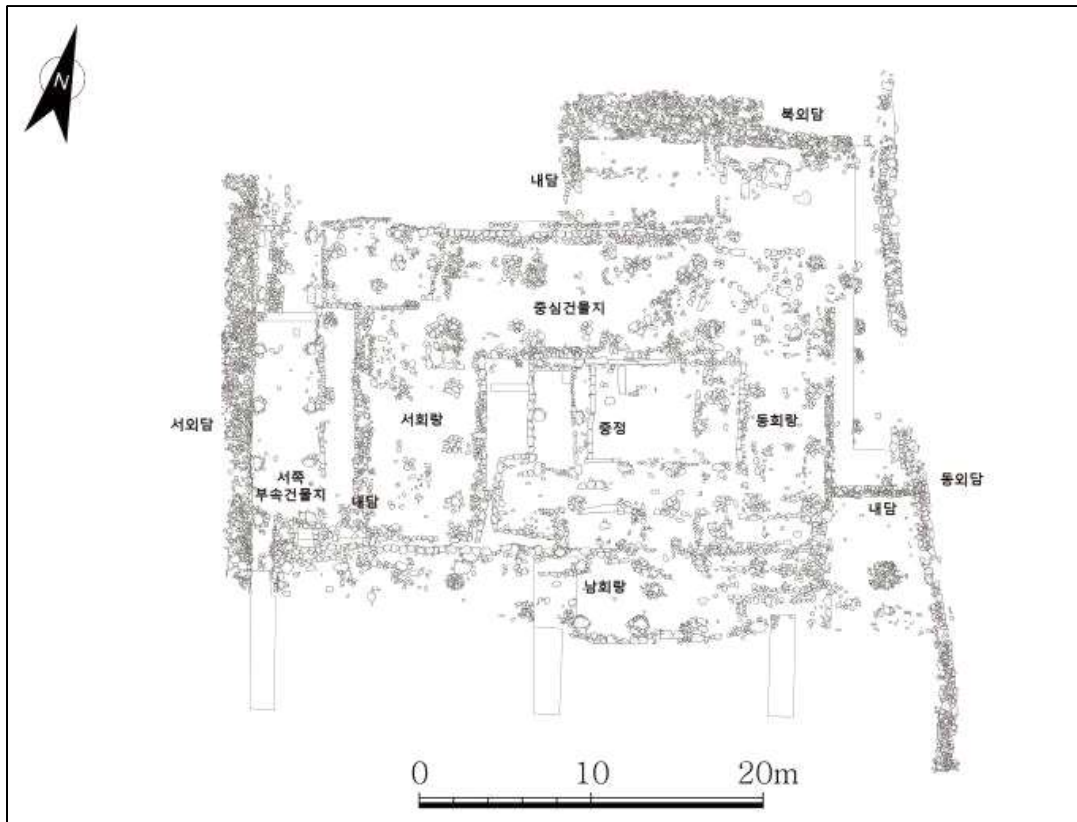 N
북외담
내담
중심건물지
서회랑
중정
동회랑
서외담
서쪽
부속건물지
내담
동외담
내담
남회랑
0 10 20m